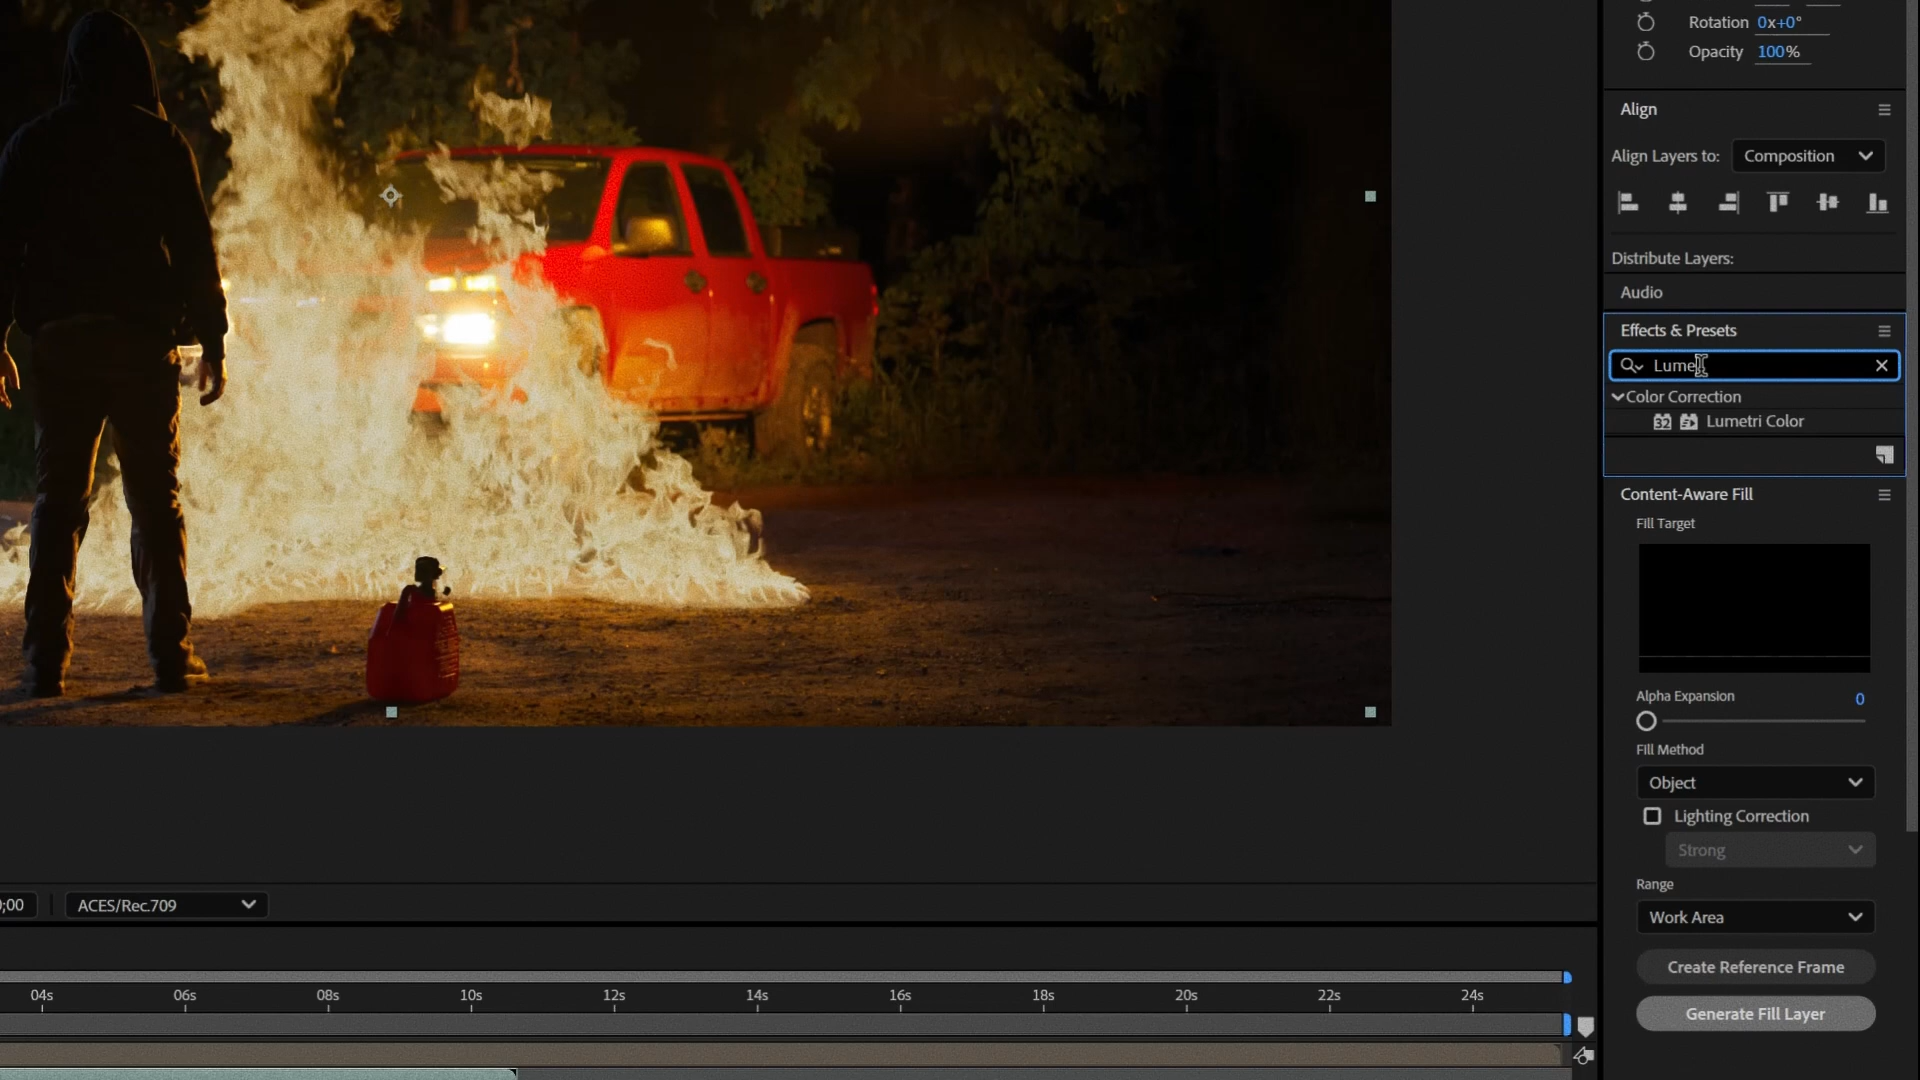 Rotation 0x+0°
Opacity 100%
Align
Align Layers to: Composition
Distribute Layers:
Audio
Effects & Presets
Lume
Color Correction
32 Lumetri Color
Content-Aware Fill
Fill Target
Alpha Expansion 0
Fill Method
Object
Lighting Correction
Strong
Range
Work Area
Create Reference Frame
Generate Fill Layer
;00 ACES/Rec.709
04s 06s 08s 10s 12s 14s 16s 18s 20s 22s 24s